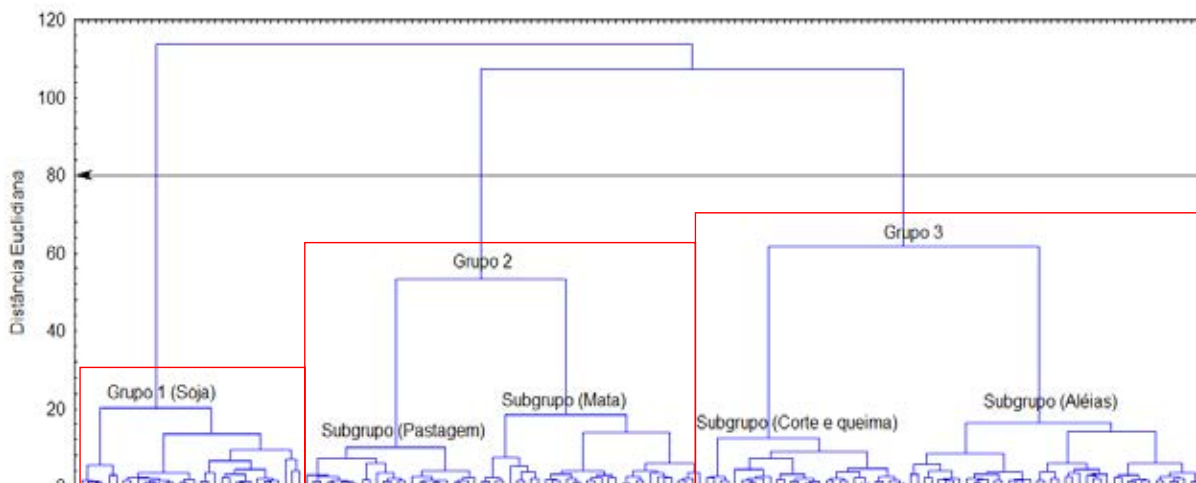 120
100
80
60
40
20
0
Distância Euclidiana
Grupo 3
Grupo 2
Grupo 1 (Soja)
Subgrupo (Mata)
Subgrupo (Aléias)
Subgrupo (Pastagem)
Subgrupo (Corte e queima)